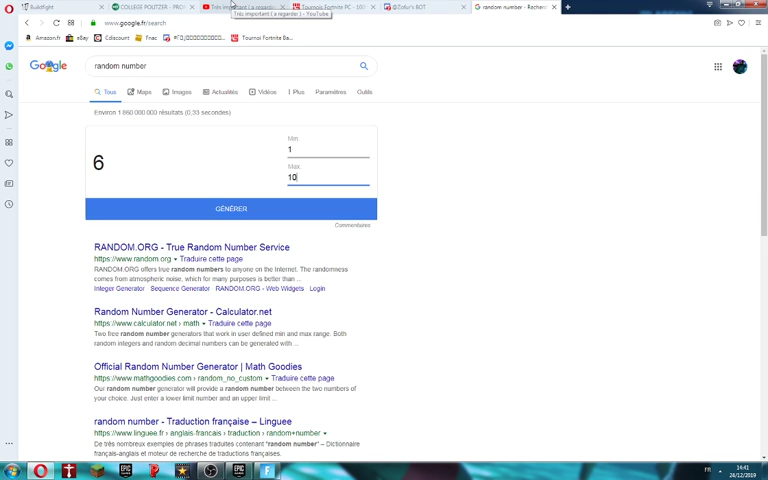 Buildfight
COLLEGE POLITZER - PRO
Très important ( a regarder )
Tournois Fortnite PC - 100
@Tofur's BOT
random number - Recherc
Très important ( a regarder ) - YouTube
www.google.fr/search
Amazon.fr
eBay
Cdiscount
Fnac
Tournoi Fortnite Ba...
Google
random number
Tous
Maps
Images
Actualités
Vidéos
Plus
Paramètres
Outils
Environ 1 860 000 000 résultats (0,33 secondes)
6
Min
1
Max.
10
GÉNÉRER
Commentaires
RANDOM.ORG - True Random Number Service
https://www.random.org ▾ Traduire cette page
RANDOM.ORG offers true random numbers to anyone on the Internet. The randomness
comes from atmospheric noise, which for many purposes is better than ...
Integer Generator · Sequence Generator · RANDOM.ORG - Web Widgets · Login
Random Number Generator - Calculator.net
https://www.calculator.net › math ▾ Traduire cette page
Two free random number generators that work in user defined min and max range. Both
random integers and random decimal numbers can be generated with ...
Official Random Number Generator | Math Goodies
https://www.mathgoodies.com › random_no_custom ▾ Traduire cette page
Our random number generator will provide a random number between the two numbers of
your choice. Just enter a lower limit number and an upper limit ...
random number - Traduction française – Linguee
https://www.linguee.fr › anglais-francais › traduction › random+number ▾
De très nombreux exemples de phrases traduites contenant "random number" – Dictionnaire
français-anglais et moteur de recherche de traductions françaises.
FR
14:41
24/12/2019